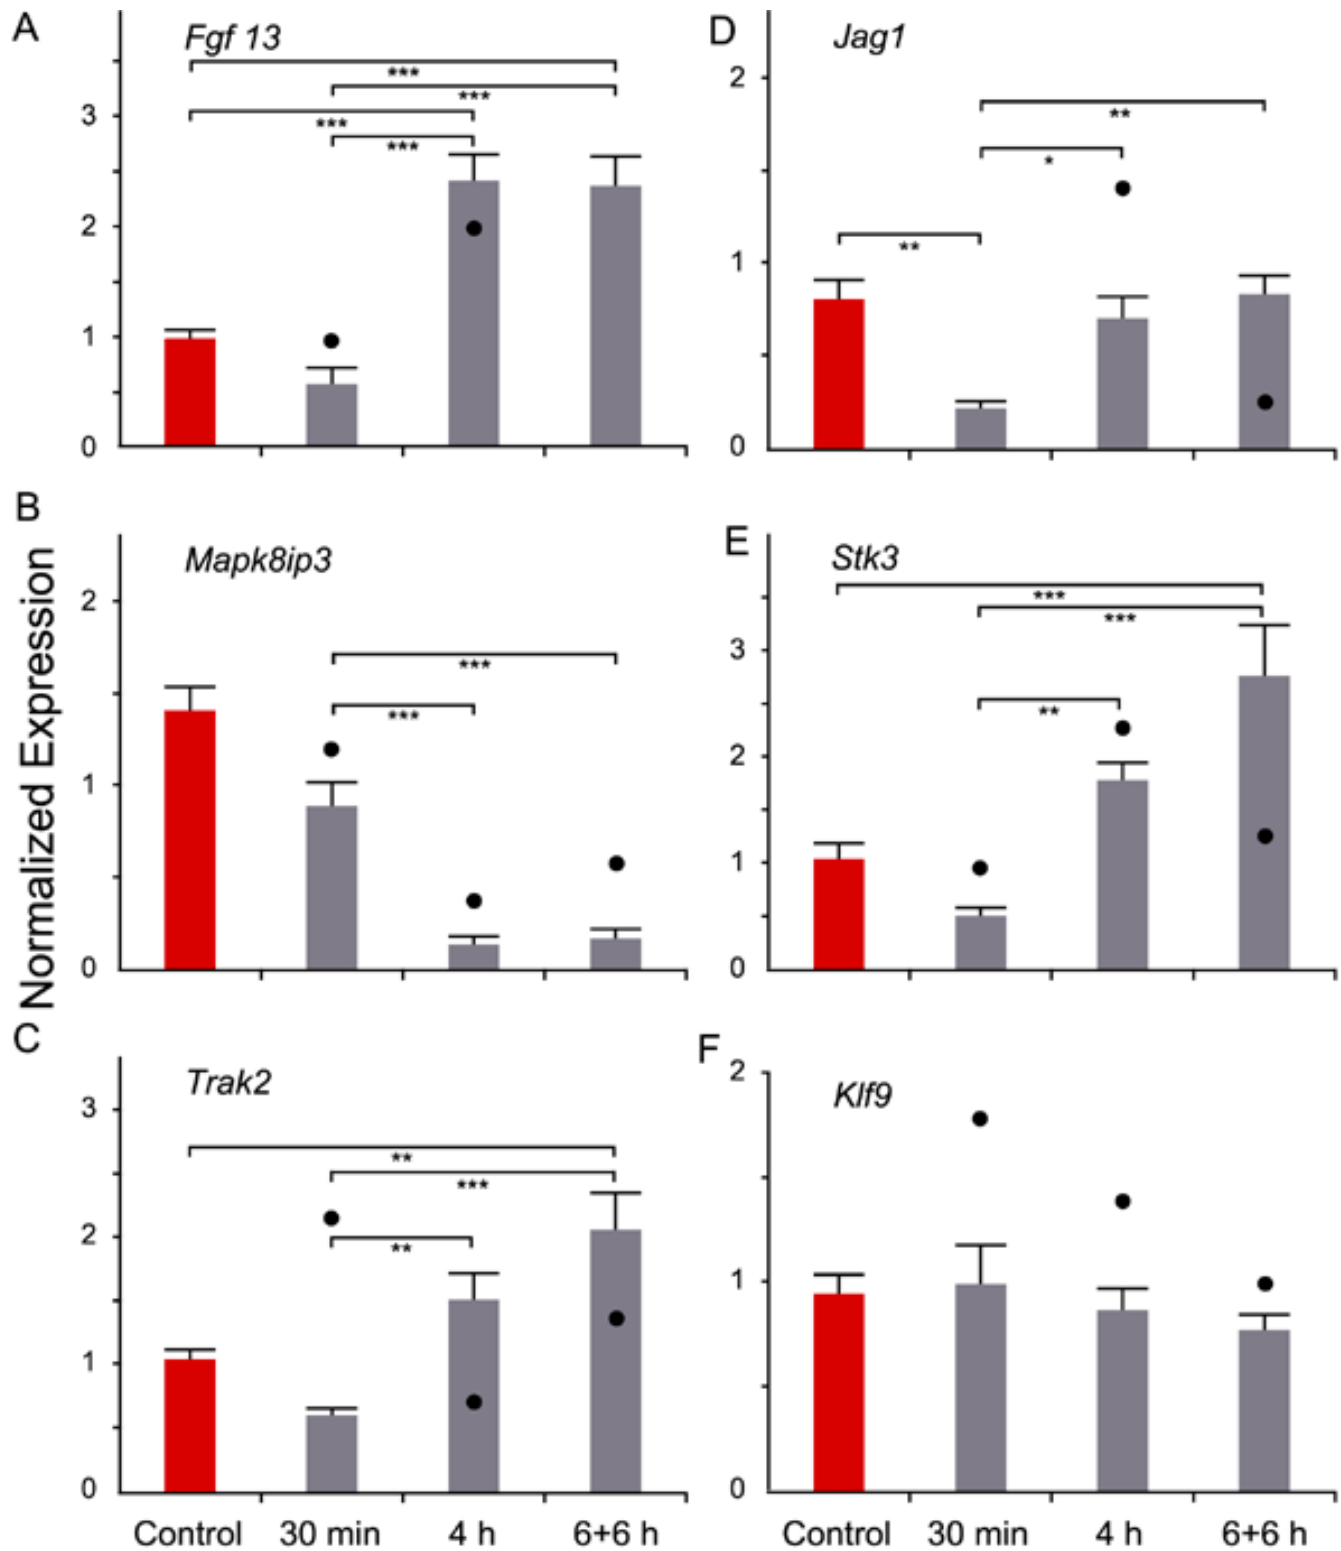 A
Fgf 13
***
***
***
***
3
2
1
0
D
Jag1
**
*
**
2
1
0
B
Mapk8ip3
***
***
2
1
0
E
Stk3
***
***
**
3
2
1
0
Normalized Expression
C
Trak2
**
***
**
3
2
1
0
F
Klf9
2
1
0
Control 30 min 4 h 6+6 h
Control 30 min 4 h 6+6 h